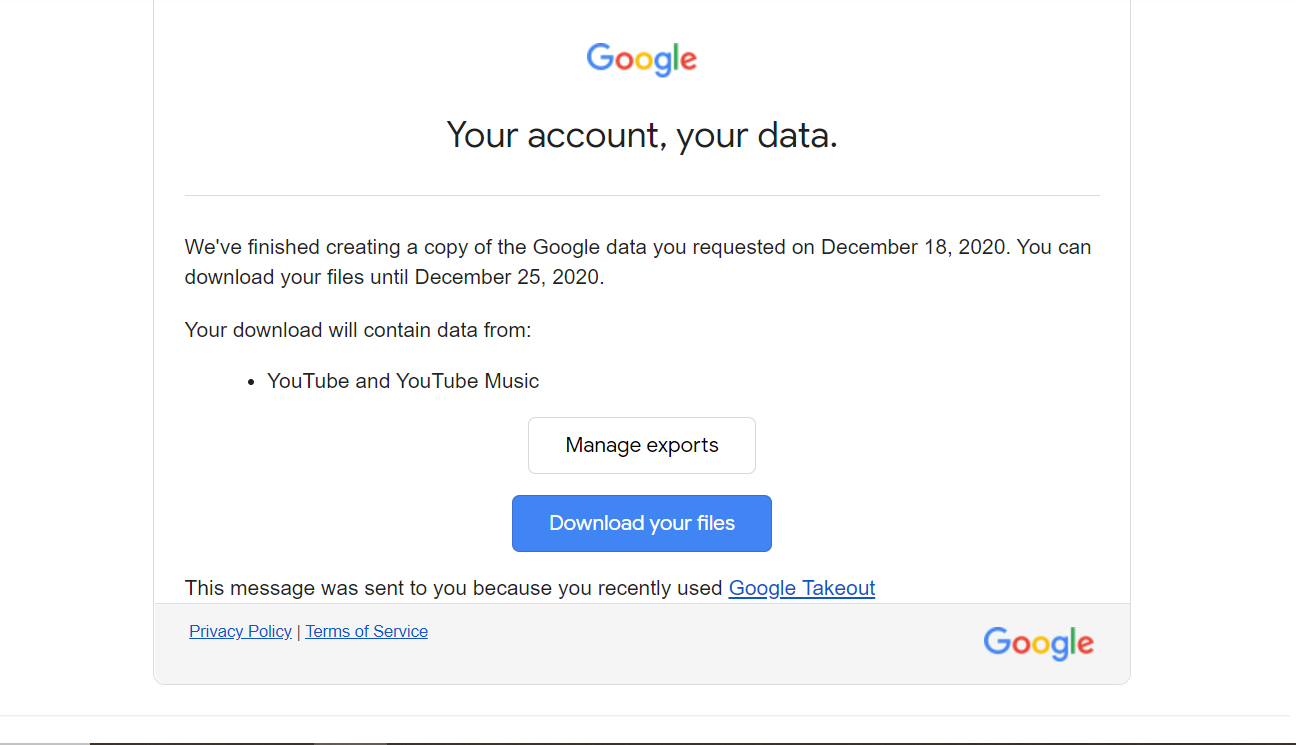 Google
Your account, your data.
We've finished creating a copy of the Google data you requested on December 18, 2020. You can
download your files until December 25, 2020.
Your download will contain data from:
• YouTube and YouTube Music
Manage exports
Download your files
This message was sent to you because you recently used Google Takeout
Privacy Policy | Terms of Service
Google